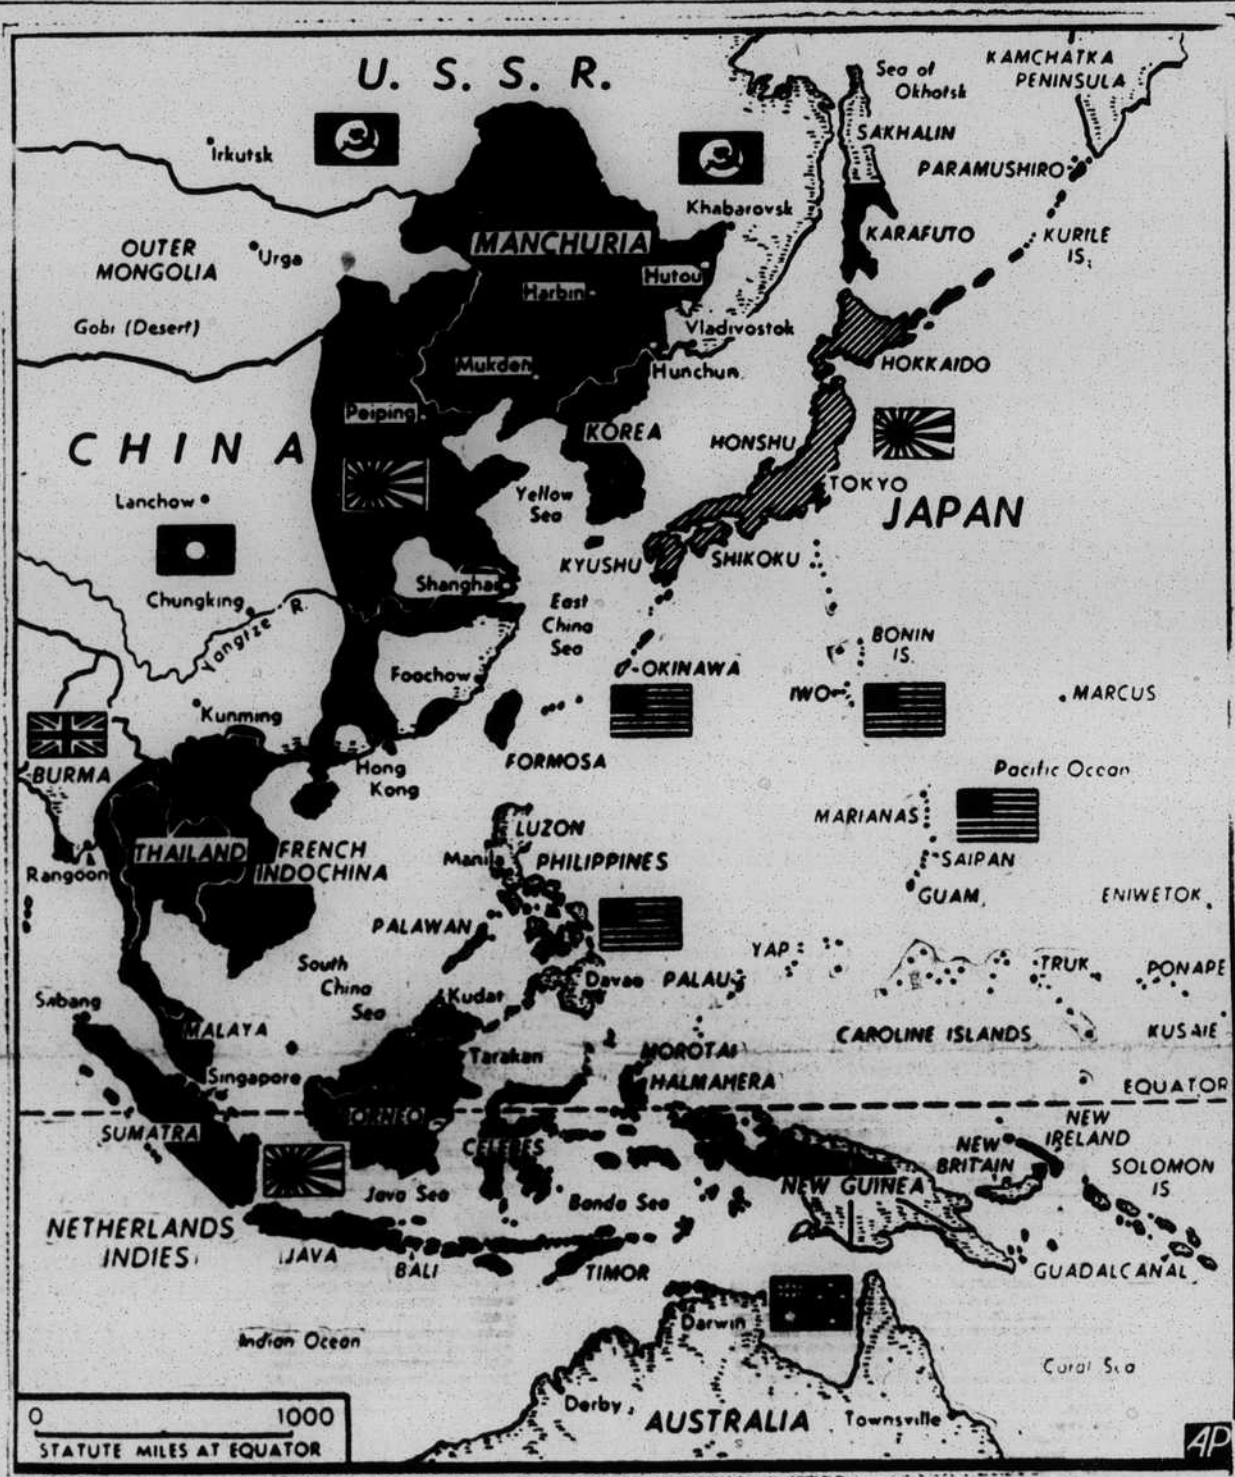 U. S. S. R.
Sea of
Okhotsk
KAMCHATKA
PENINSULA
Irkutsk
SAKHALIN
PARAMUSHIRO
Khabarovsk
OUTER
MONGOLIA
Urga
MANCHURIA
KARAFUTO
KURILE
IS.
Hutou
Harbin
Gobi (Desert)
Vladivostok
Mukden
Hunchun
HOKKAIDO
Peiping
CHINA
KOREA
HONSHU
Lanchow
Yellow
Sea
TOKYO
JAPAN
KYUSHU
SHIKOKU
Shanghai
Chungking
Yangtze R.
East
China
Sea
BONIN
IS.
Foochow
OKINAWA
IWO
MARCUS
Kunming
BURMA
Hong
Kong
FORMOSA
Pacific Ocean
MARIANAS
LUZON
THAILAND
FRENCH
INDOCHINA
Manila
PHILIPPINES
SAIPAN
Rangoon
GUAM
ENIWETOK
PALAWAN
YAP
South
China
Sea
Davao
PALAU
TRUK
PONAPE
Sabang
Kudat
MALAYA
CAROLINE ISLANDS
KUSAIE
Tarakan
MOROTAI
Singapore
HALMAHERA
EQUATOR
BORNEO
SUMATRA
CELEBES
NEW
IRELAND
NEW
BRITAIN
SOLOMON
IS
Java Sea
Banda Sea
NEW GUINEA
NETHERLANDS
INDIES
JAVA
BALI
TIMOR
GUADALCANAL
Darwin
Indian Ocean
Coral Sea
Derby
AUSTRALIA
Townsville
0 1000
STATUTE MILES AT EQUATOR
AP